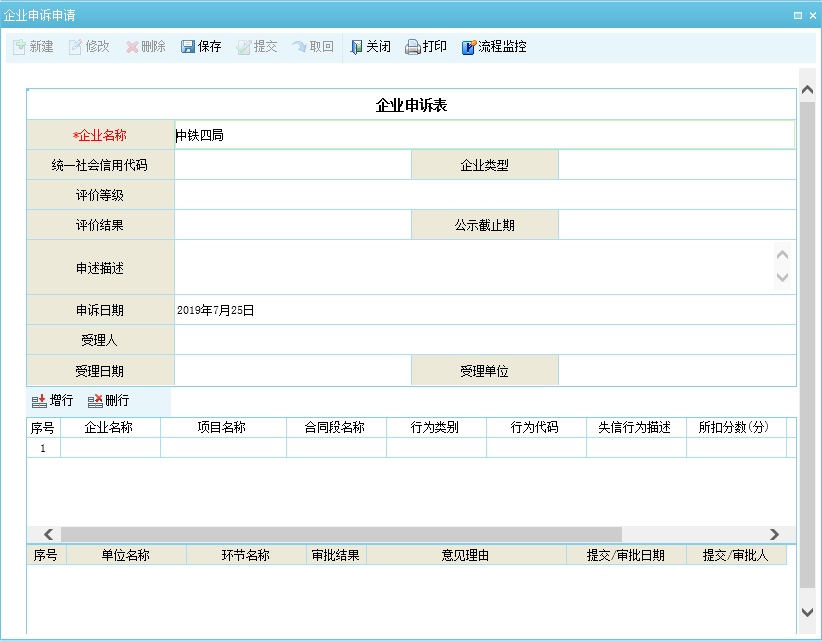 企业申诉申请
新建 修改 删除 保存 提交 取回 关闭 打印 流程监控
企业申诉表
*企业名称 中铁四局
统一社会信用代码 企业类型
评价等级
评价结果 公示截止期
申述描述
申诉日期 2019年7月25日
受理人
受理日期 受理单位
增行 删行
序号 企业名称 项目名称 合同段名称 行为类别 行为代码 失信行为描述 所扣分数(分)
1
序号 单位名称 环节名称 审批结果 意见理由 提交/审批日期 提交/审批人